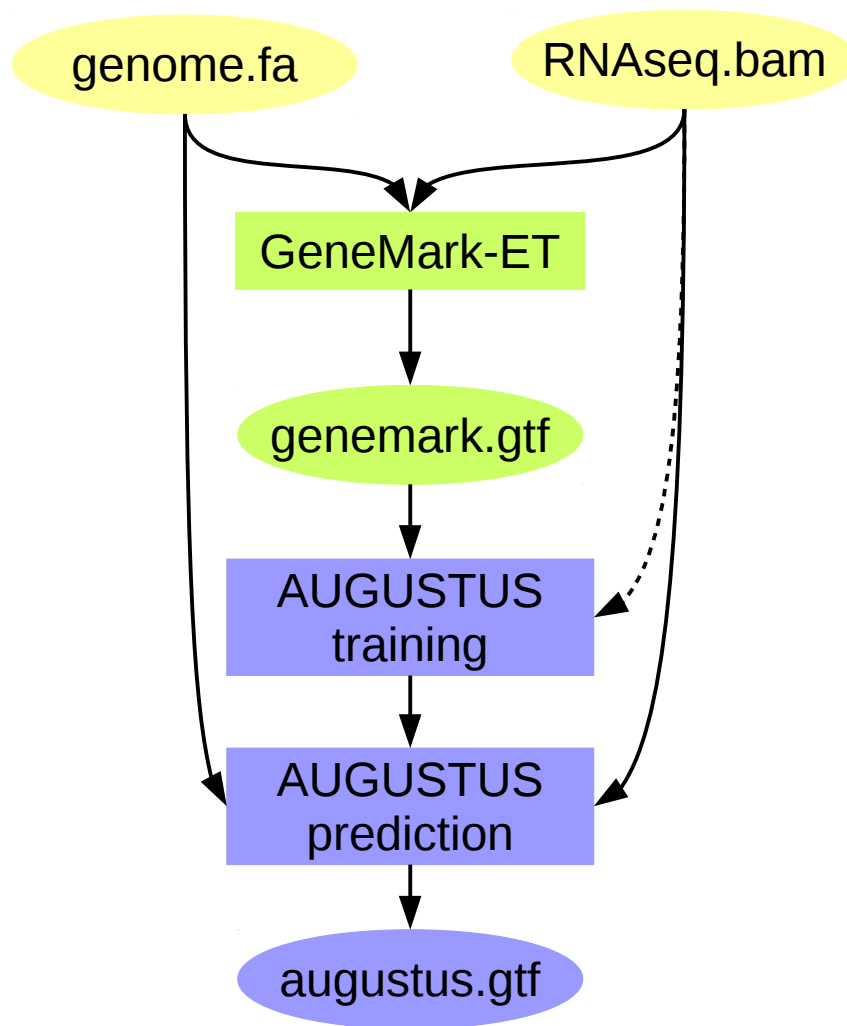 genome.fa
RNAseq.bam
GeneMark-ET
genemark.gtf
AUGUSTUS
training
AUGUSTUS
prediction
augustus.gtf